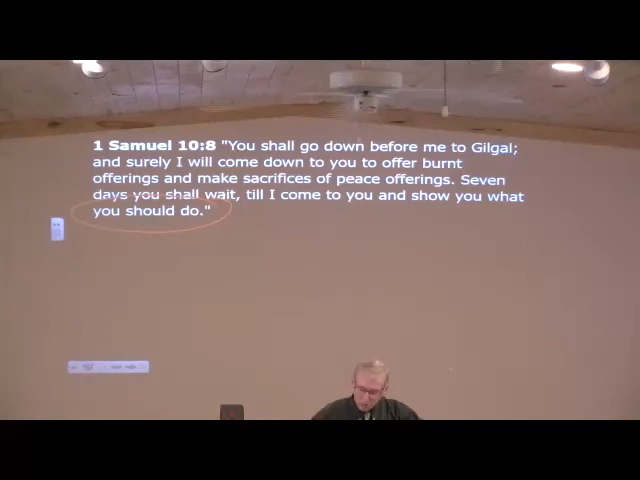 1 Samuel 10:8 "You shall go down before me to Gilgal;
and surely I will come down to you to offer burnt
offerings and make sacrifices of peace offerings. Seven
days you shall wait, till I come to you and show you what
you should do."